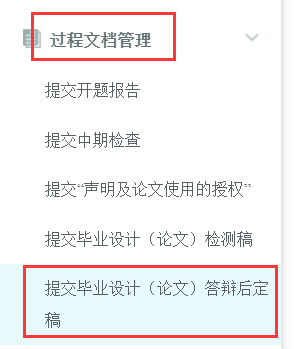 过程文档管理
提交开题报告
提交中期检查
提交“声明及论文使用的授权”
提交毕业设计（论文）检测稿
提交毕业设计（论文）答辩后定
稿